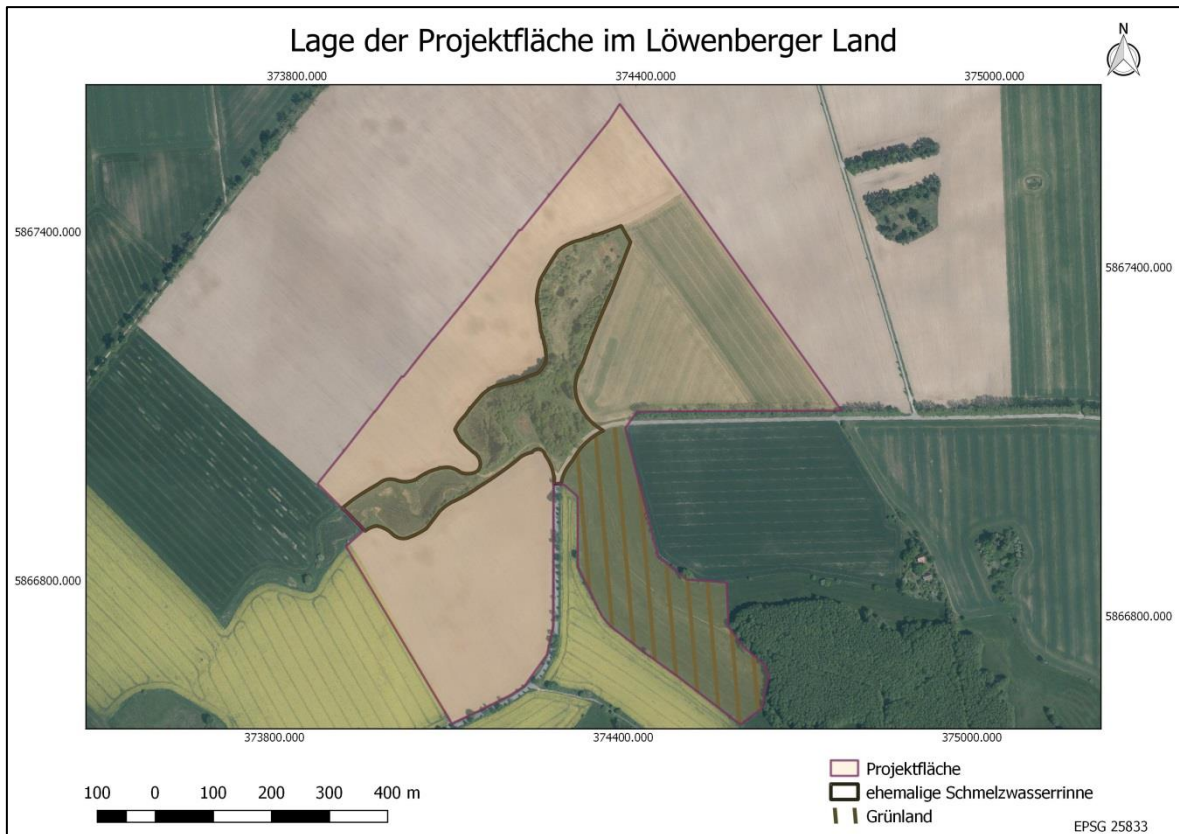 Lage der Projektfläche im Löwenberger Land
N
373800.000 374400.000 375000.000
5867400.000 5867400.000
5866800.000 5866800.000
373800.000 374400.000 375000.000
100 0 100 200 300 400 m
Projektfläche
ehemalige Schmelzwasserrinne
Grünland
EPSG 25833